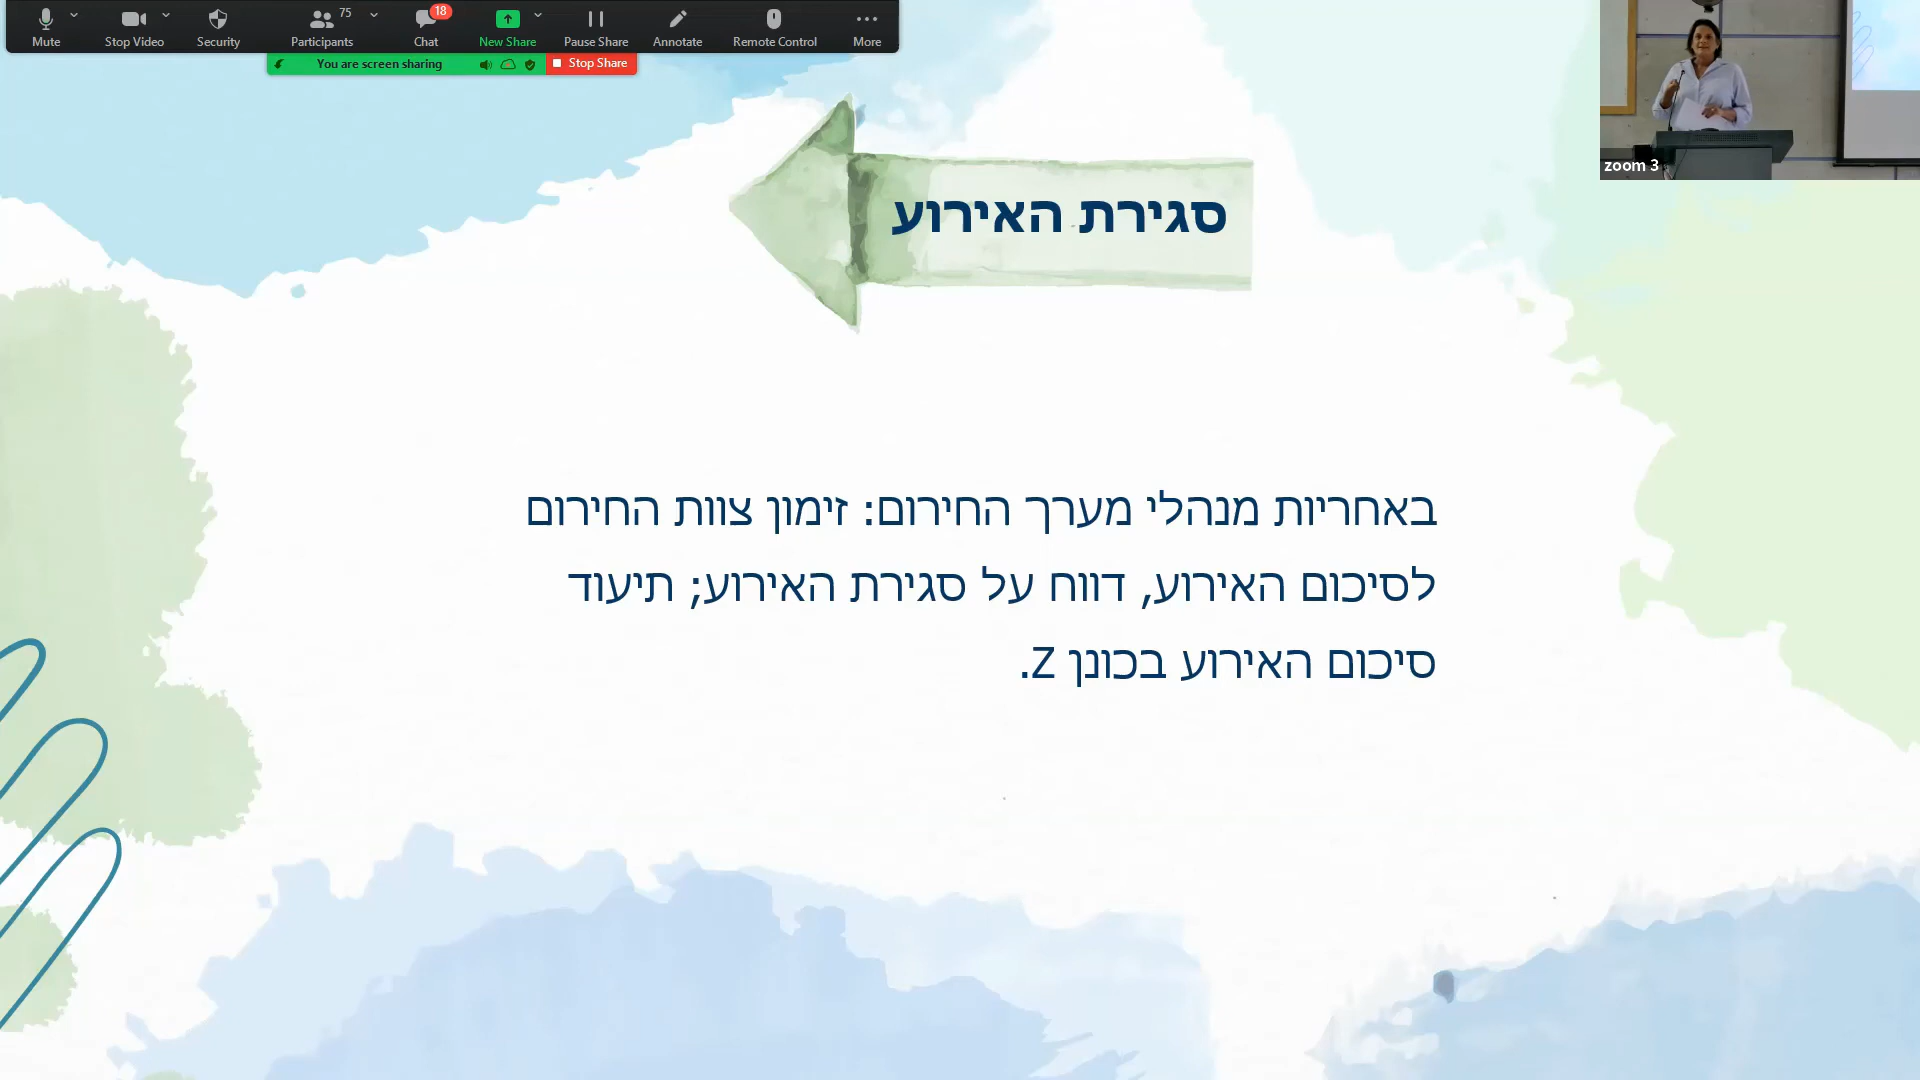 75
18
Mute
Stop Video
Security
Participants
Chat
New Share
Pause Share
Annotate
Remote Control
More
You are screen sharing
Stop Share
zoom 3
סגירת האירוע
באחריות מנהלי מערך החירום: זימון צוות החירום
לסיכום האירוע, דווח על סגירת האירוע; תיעוד
סיכום האירוע בכונן Z.